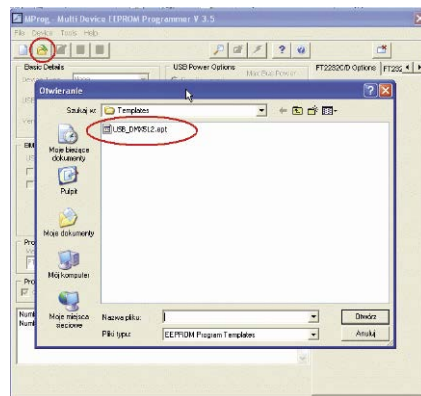 MProg - Multi Device EEPROM Programmer V 3.5
File Device Tools Help
Basic Details
USB Power Options
FT2232C/D Options
FT232
Otwieranie
Szukaj w:
Templates
USB_DMX512.ept
Moje bieżące
dokumenty
Pulpit
Moje dokumenty
Mój komputer
Moje miejsca
sieciowe
Nazwa pliku:
Otwórz
Pliki typu:
EEPROM Program Templates
Anuluj